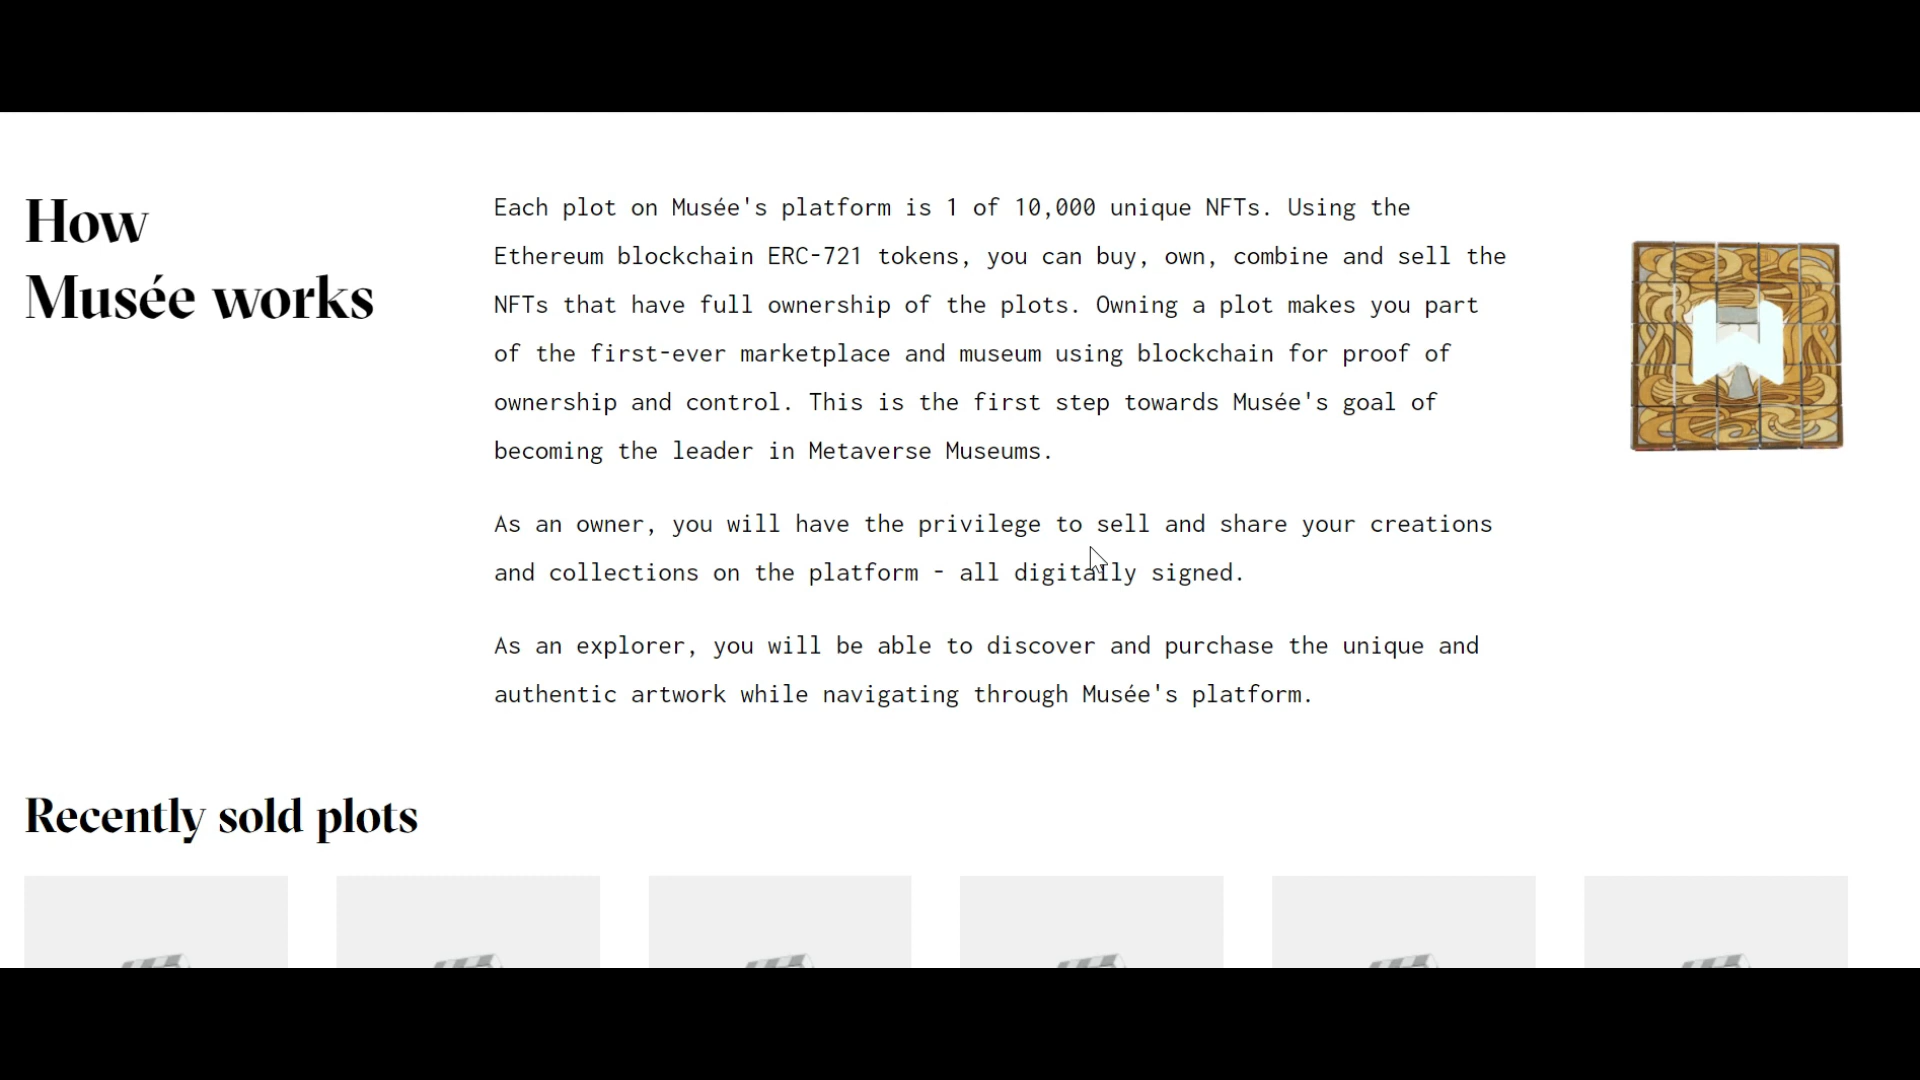 How
Musée works
Each plot on Musée's platform is 1 of 10,000 unique NFTs. Using the
Ethereum blockchain ERC-721 tokens, you can buy, own, combine and sell the
NFTs that have full ownership of the plots. Owning a plot makes you part
of the first-ever marketplace and museum using blockchain for proof of
ownership and control. This is the first step towards Musée's goal of
becoming the leader in Metaverse Museums.
As an owner, you will have the privilege to sell and share your creations
and collections on the platform - all digitally signed.
As an explorer, you will be able to discover and purchase the unique and
authentic artwork while navigating through Musée's platform.
Recently sold plots